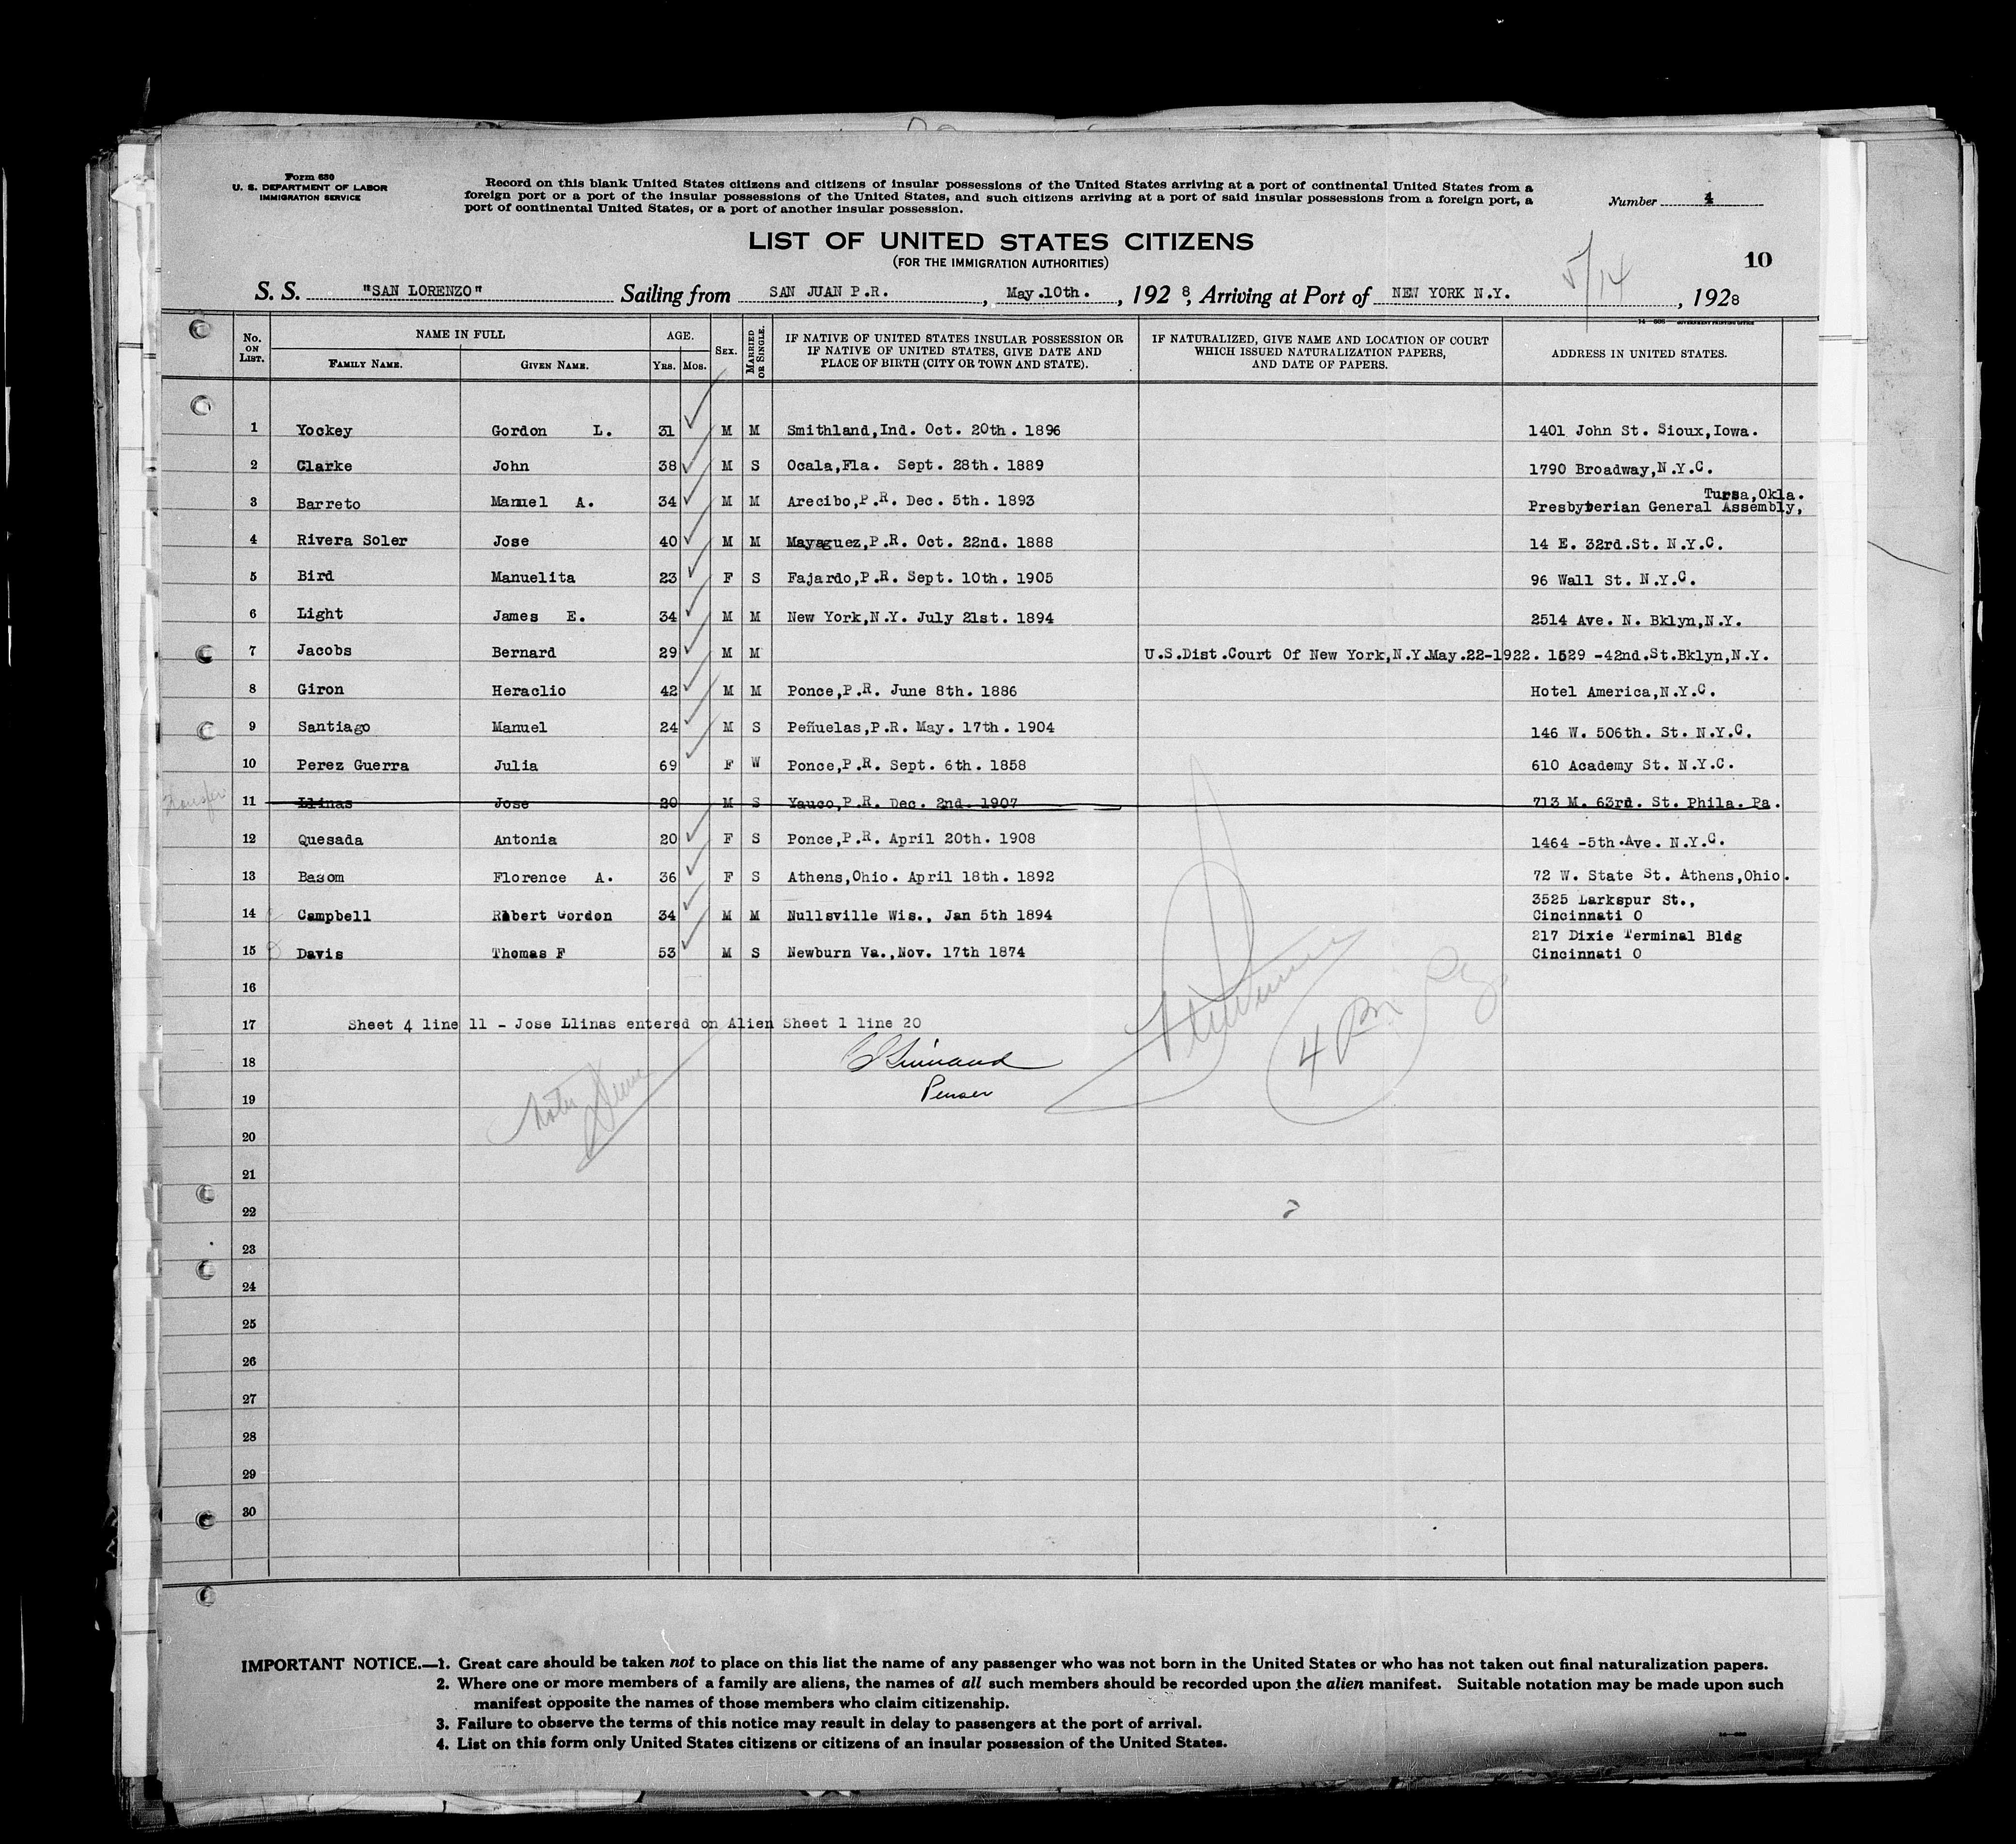 Form 630
U. S. DEPARTMENT OF LABOR
IMMIGRATION SERVICE
Record on this blank United States citizens and citizens of insular possessions of the United States arriving at a port of continental United States from a
foreign port or a port of the insular possessions of the United States, and such citizens arriving at a port of said insular possessions from a foreign port, a
port of continental United States, or a port of another insular possession.
Number 4
LIST OF UNITED STATES CITIZENS
(FOR THE IMMIGRATION AUTHORITIES)
10
5/14
S. S. "SAN LORENZO" Sailing from SAN JUAN P.R. , May.10th. , 192 8, Arriving at Port of NEW YORK N.Y. , 1928
No. ON LIST. NAME IN FULL FAMILY NAME. GIVEN NAME. AGE. YRS. MOS. SEX. MARRIED OR SINGLE. IF NATIVE OF UNITED STATES INSULAR POSSESSION OR IF NATIVE OF UNITED STATES, GIVE DATE AND PLACE OF BIRTH (CITY OR TOWN AND STATE). IF NATURALIZED, GIVE NAME AND LOCATION OF COURT WHICH ISSUED NATURALIZATION PAPERS, AND DATE OF PAPERS. ADDRESS IN UNITED STATES.
1 Yockey Gordon L. 31 M M Smithland,Ind. Oct. 20th. 1896 1401 John St. Sioux,Iowa.
2 Clarke John 38 M S Ocala,Fla. Sept. 28th. 1889 1790 Broadway,N.Y.C.
Tursa,Okla.
3 Barreto Manuel A. 34 M M Arecibo,P.R. Dec. 5th. 1893 Presbyterian General Assembly,
4 Rivera Soler Jose 40 M M Mayaguez,P.R. Oct. 22nd. 1888 14 E. 32rd.St. N.Y.C.
5 Bird Manuelita 23 F S Fajardo,P.R. Sept. 10th. 1905 96 Wall St. N.Y.C.
6 Light James E. 34 M M New York,N.Y. July 21st. 1894 2514 Ave. N. Bklyn,N.Y.
7 Jacobs Bernard 29 M M U.S.Dist.Court Of New York,N.Y.May.22-1922. 1529 -42nd.St.Bklyn,N.Y.
8 Giron Heraclio 42 M M Ponce,P.R. June 8th. 1886 Hotel America,N.Y.C.
9 Santiago Manuel 24 M S Peñuelas,P.R. May. 17th. 1904 146 W. 506th. St. N.Y.C.
10 Perez Guerra Julia 69 F W Ponce,P.R. Sept. 6th. 1858 610 Academy St. N.Y.C.
Transfer 11 Llinas Jose 20 M S Yauco,P.R. Dec. 2nd. 1907 713 M. 63rd. St. Phila. Pa.
12 Quesada Antonia 20 F S Ponce,P.R. April 20th. 1908 1464 -5th.Ave. N.Y.C.
13 Basom Florence A. 36 F S Athens,Ohio. April 18th. 1892 72 W. State St. Athens,Ohio.
3525 Larkspur St.,
14 Campbell Robert Gordon 34 M M Nullsville Wis., Jan 5th 1894 Cincinnati O
217 Dixie Terminal Bldg
15 Davis Thomas F 53 M S Newburn Va.,Nov. 17th 1874 Cincinnati O
16
17 Sheet 4 line 11 - Jose Llinas entered on Alien Sheet 1 line 20
4 Pm
18
Purser
19
20
21
22
23
24
25
26
27
28
29
30
IMPORTANT NOTICE.—1. Great care should be taken not to place on this list the name of any passenger who was not born in the United States or who has not taken out final naturalization papers.
2. Where one or more members of a family are aliens, the names of all such members should be recorded upon the alien manifest. Suitable notation may be made upon such
manifest opposite the names of those members who claim citizenship.
3. Failure to observe the terms of this notice may result in delay to passengers at the port of arrival.
4. List on this form only United States citizens or citizens of an insular possession of the United States.